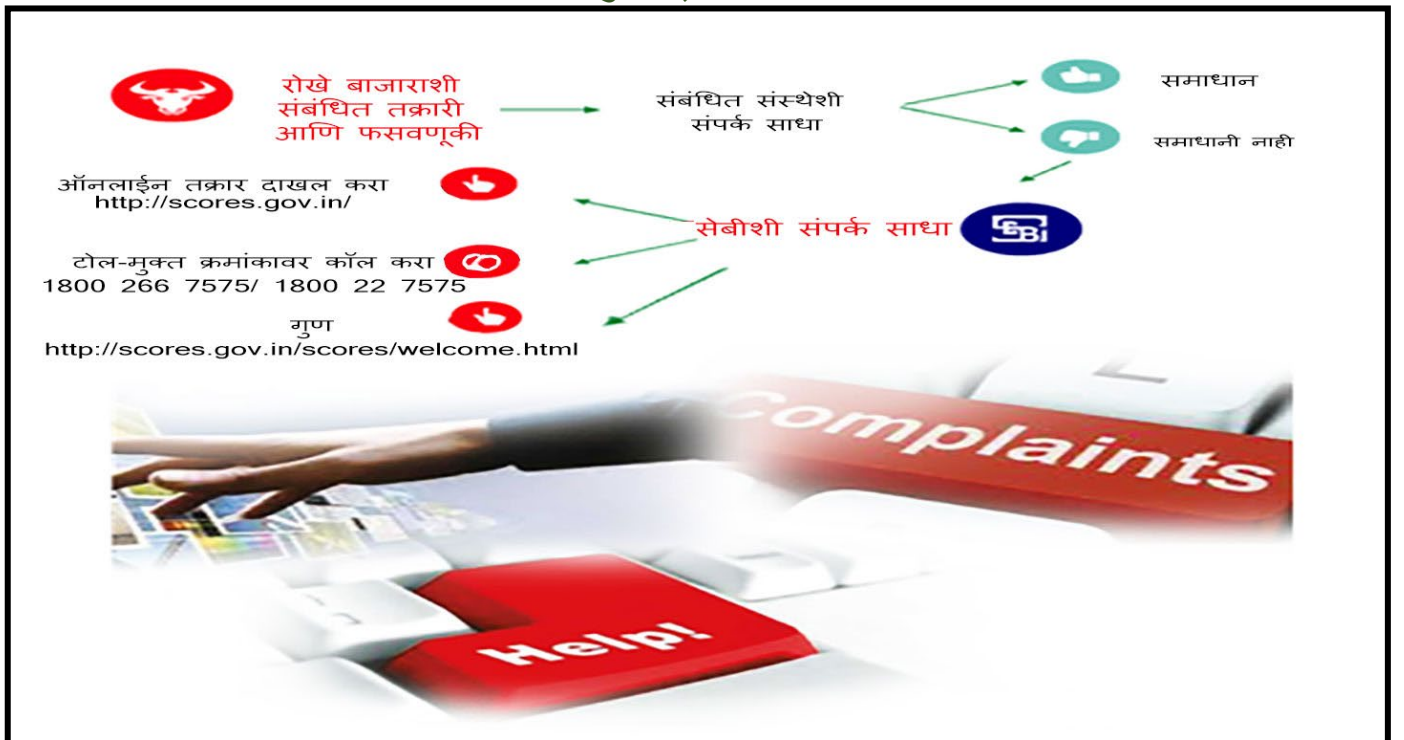 रोखे बाजाराशी
संबंधित तक्रारी
आणि फसवणूकी
संबंधित संस्थेशी
संपर्क साधा
समाधान
समाधानी नाही
सेबीशी संपर्क साधा
SEBI
ऑनलाईन तक्रार दाखल करा
http://scores.gov.in/
टोल-मुक्त क्रमांकावर कॉल करा
1800 266 7575/ 1800 22 7575
गुण
http://scores.gov.in/scores/welcome.html
Complaints
Help!